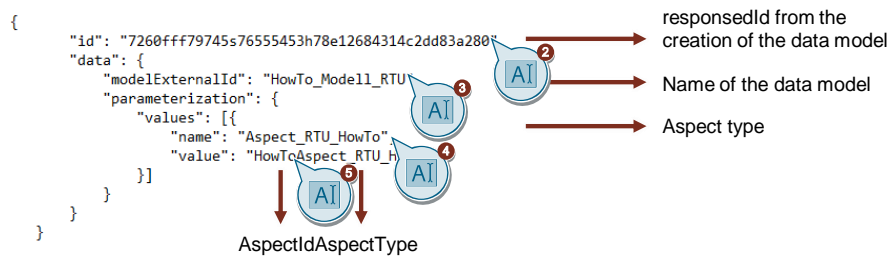 {
"id": "7260fff79745s76555453h78e12684314c2dd83a280"
responsedId from the
creation of the data model
"data": {
2
AI
"modelExternalId": "HowTo_Modell_RTU
Name of the data model
3
AI
"parameterization": {
"values": [{
Aspect type
"name": "Aspect_RTU_HowTo"
4
AI
"value": "HowToAspect_RTU_H
5
AI
}]
}
}
}
AspectIdAspectType